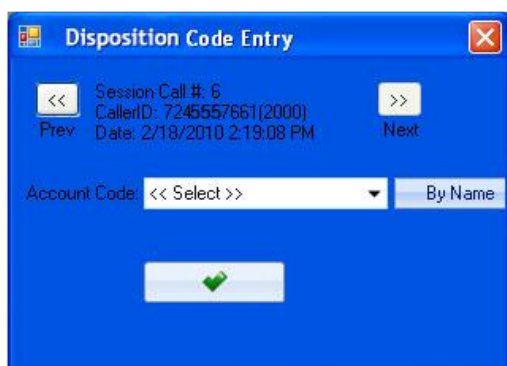 Disposition Code Entry
<< Session Call #: 6 >>
CallerID: 7245557661(2000)
Prev Date: 2/18/2010 2:19:08 PM Next
Account Code: << Select >> By Name